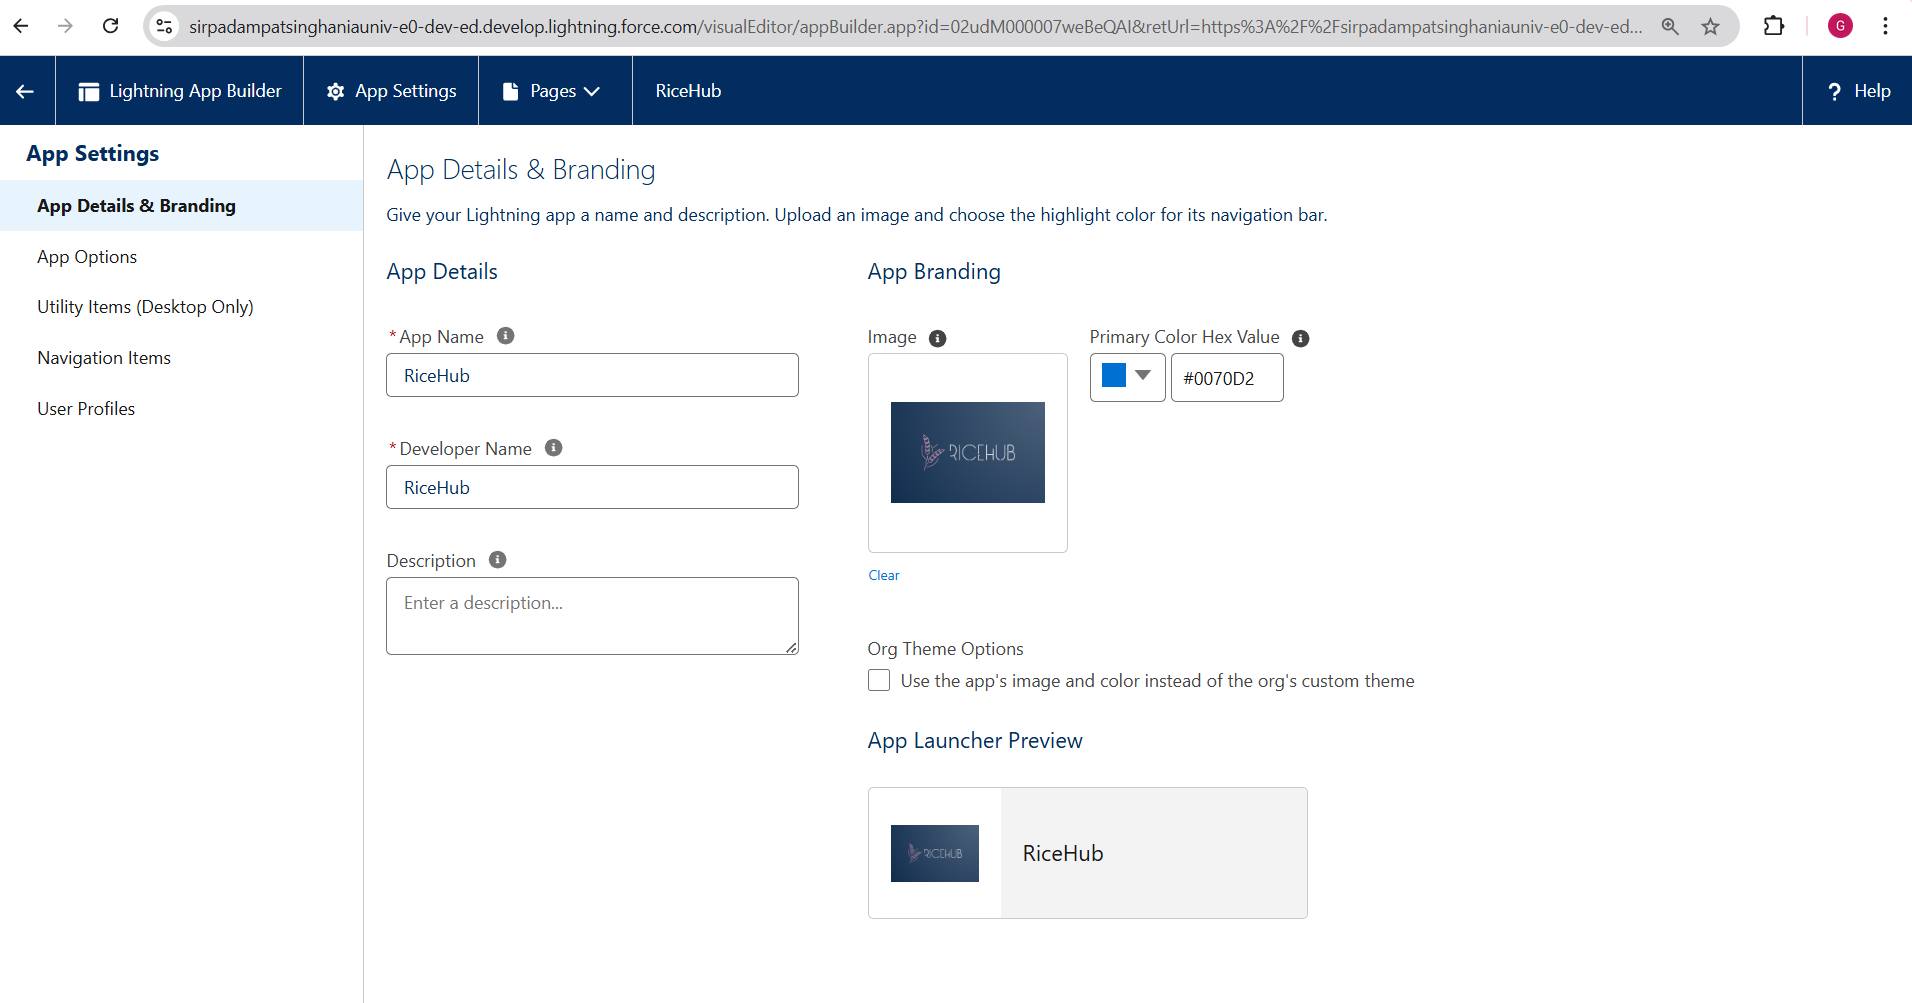 sirpadampatsinghaniauniv-e0-dev-ed.develop.lightning.force.com/visualEditor/appBuilder.app?id=02udM000007weBeQAI&retUrl=https%3A%2F%2Fsirpadampatsinghaniauniv-e0-dev-ed...
G
Lightning App Builder
App Settings
Pages
RiceHub
? Help
App Settings
App Details & Branding
App Options
Utility Items (Desktop Only)
Navigation Items
User Profiles
App Details & Branding
Give your Lightning app a name and description. Upload an image and choose the highlight color for its navigation bar.
App Details
*App Name
RiceHub
*Developer Name
RiceHub
Description
Enter a description...
App Branding
Image
RICEHUB
Clear
Primary Color Hex Value
#0070D2
Org Theme Options
Use the app's image and color instead of the org's custom theme
App Launcher Preview
RICEHUB
RiceHub